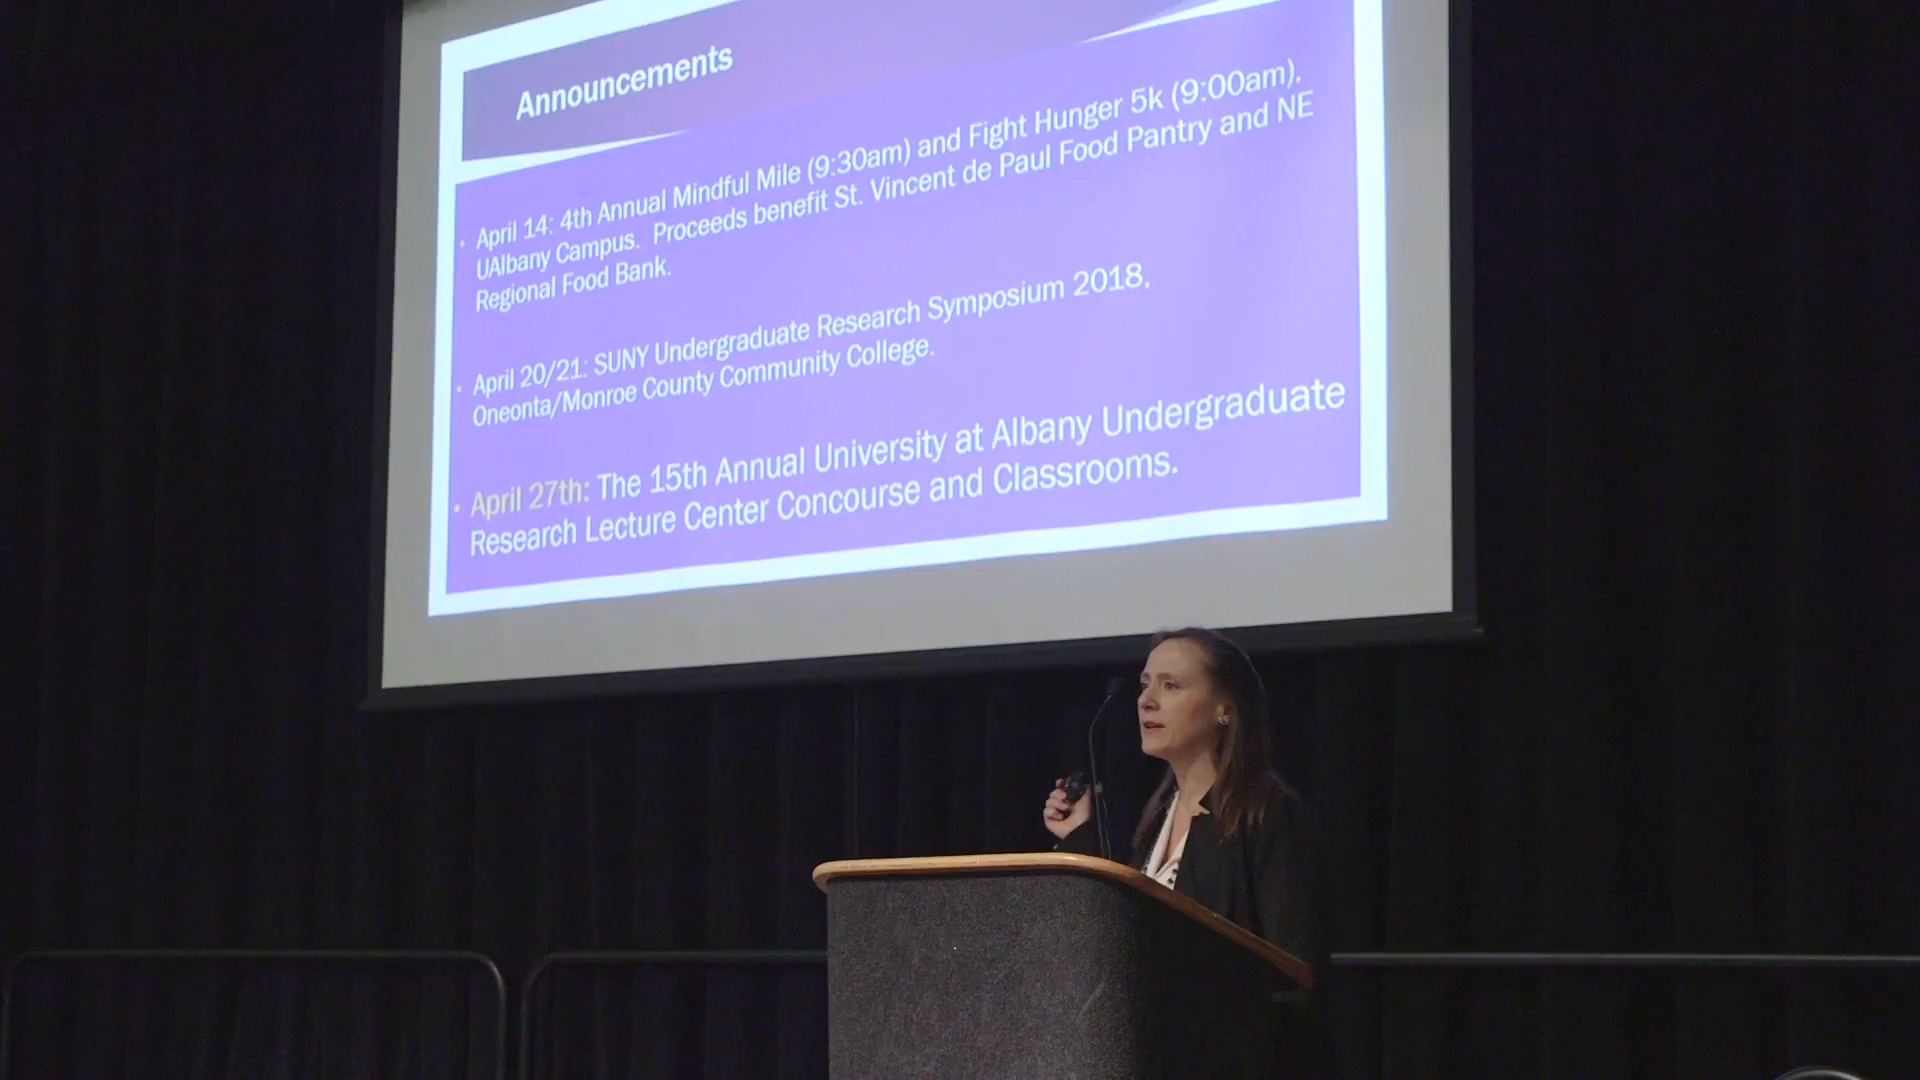 Announcements
• April 14: 4th Annual Mindful Mile (9:30am) and Fight Hunger 5k (9:00am),
UAlbany Campus. Proceeds benefit St. Vincent de Paul Food Pantry and NE
Regional Food Bank.
• April 20/21: SUNY Undergraduate Research Symposium 2018,
Oneonta/Monroe County Community College.
• April 27th: The 15th Annual University at Albany Undergraduate
Research Lecture Center Concourse and Classrooms.